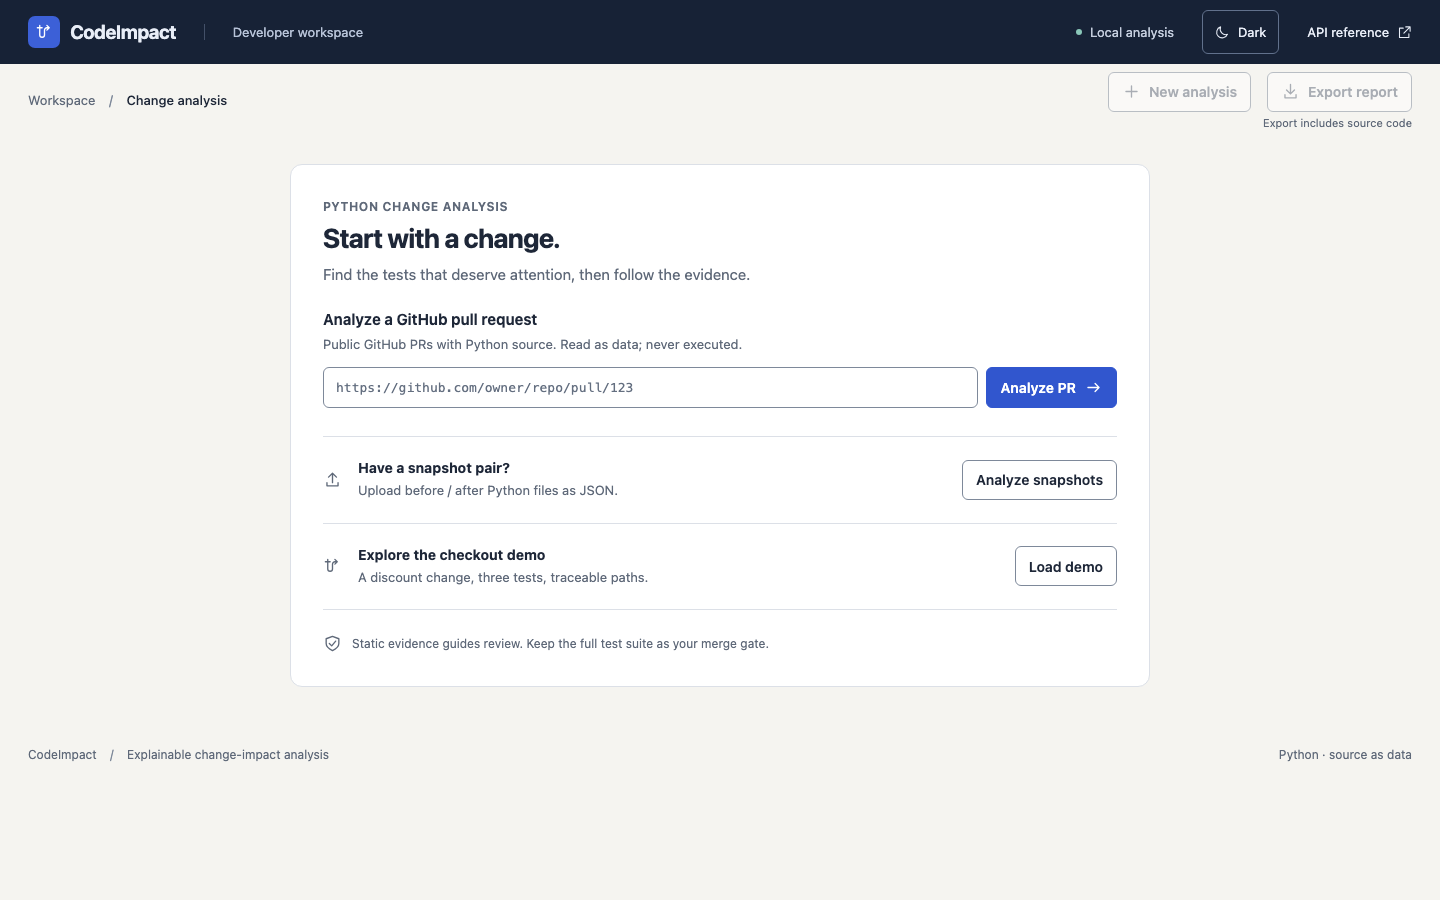 CodeImpact
Developer workspace
Local analysis
Dark
API reference
Workspace / Change analysis
New analysis
Export report
Export includes source code
PYTHON CHANGE ANALYSIS
Start with a change.
Find the tests that deserve attention, then follow the evidence.
Analyze a GitHub pull request
Public GitHub PRs with Python source. Read as data; never executed.
https://github.com/owner/repo/pull/123
Analyze PR
Have a snapshot pair?
Upload before / after Python files as JSON.
Analyze snapshots
Explore the checkout demo
A discount change, three tests, traceable paths.
Load demo
Static evidence guides review. Keep the full test suite as your merge gate.
CodeImpact / Explainable change-impact analysis
Python · source as data